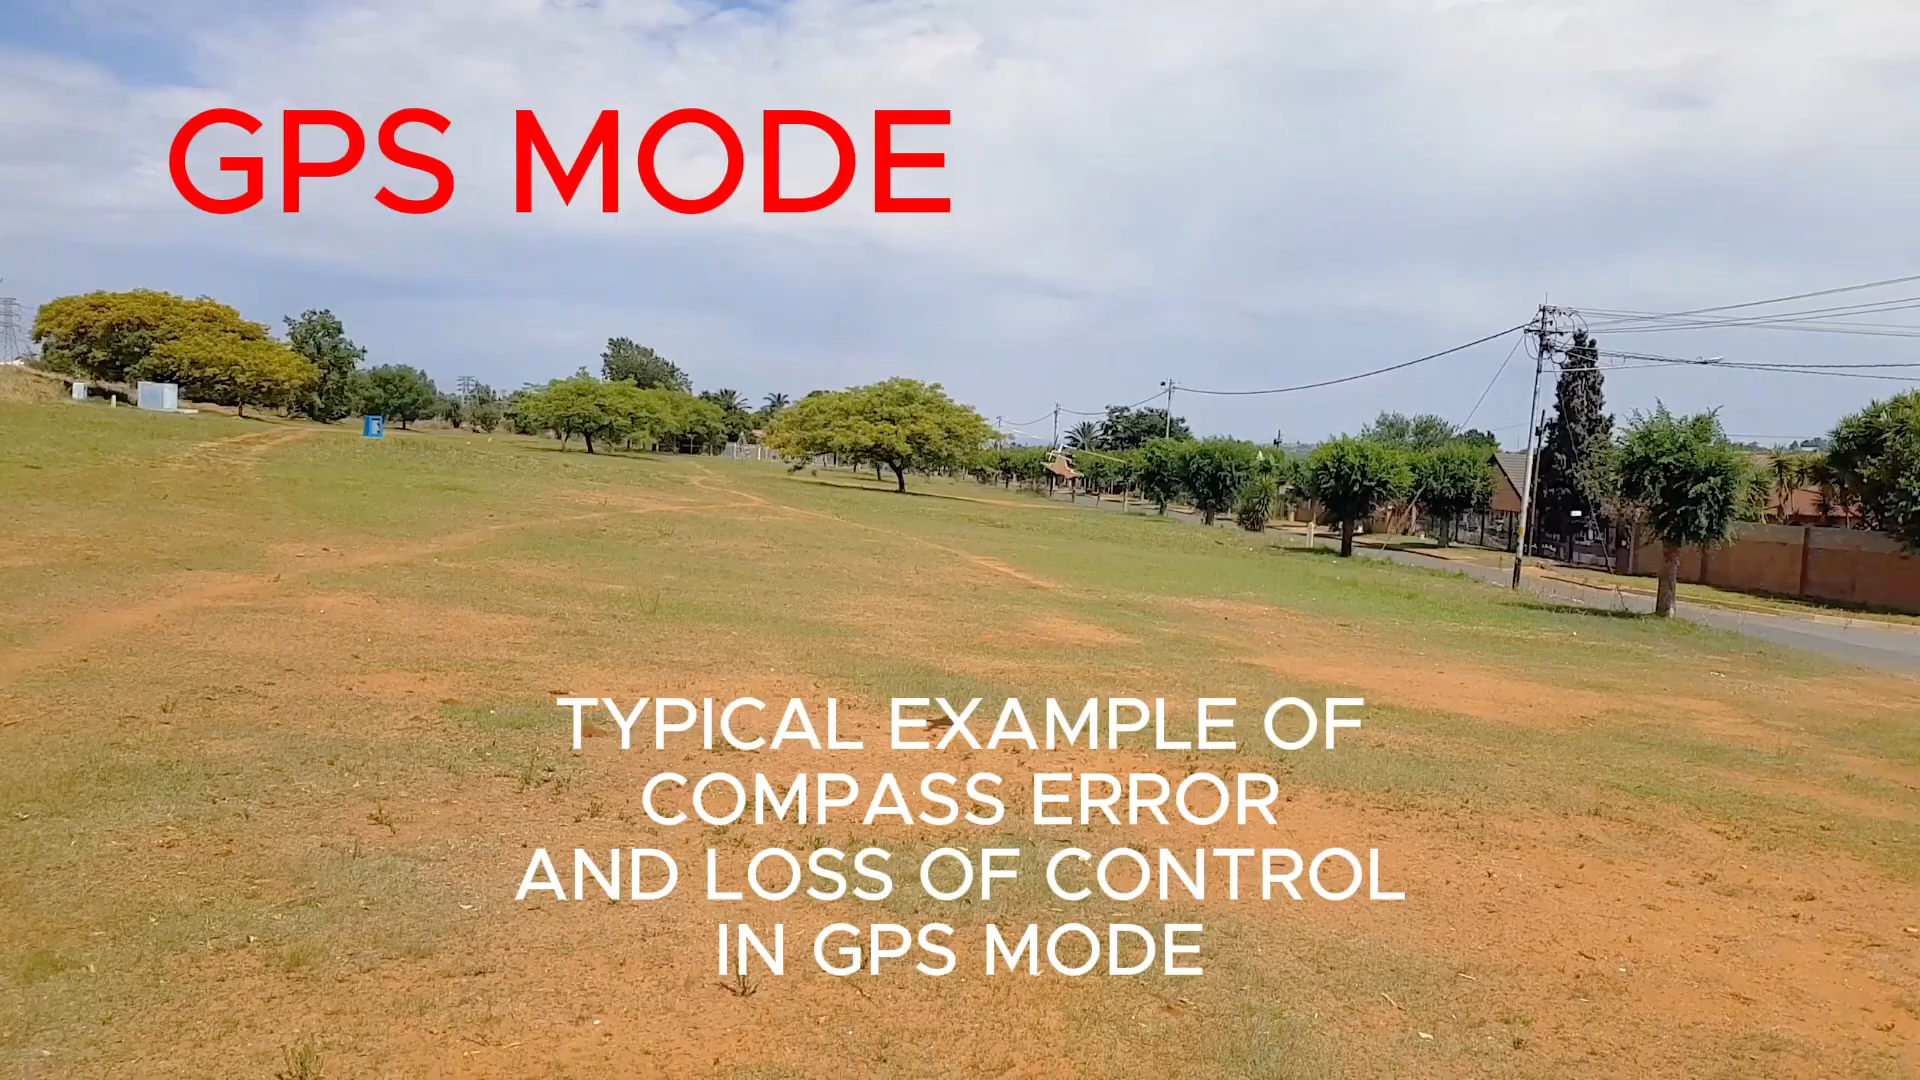 GPS MODE
TYPICAL EXAMPLE OF
COMPASS ERROR
AND LOSS OF CONTROL
IN GPS MODE